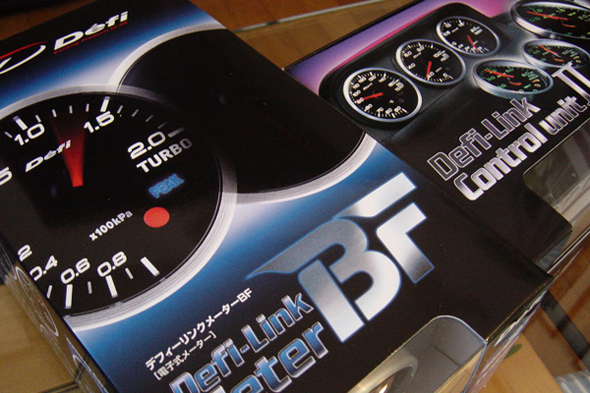 Defi
1.0
1.5
2.0
Defi
TURBO
PEAK
x100kPa
2
0.4
0.6
0.8
BF
デフィーリンクメーターBF
[電子式メーター]
Defi-Link
Meter
Defi-Link
Control unit II